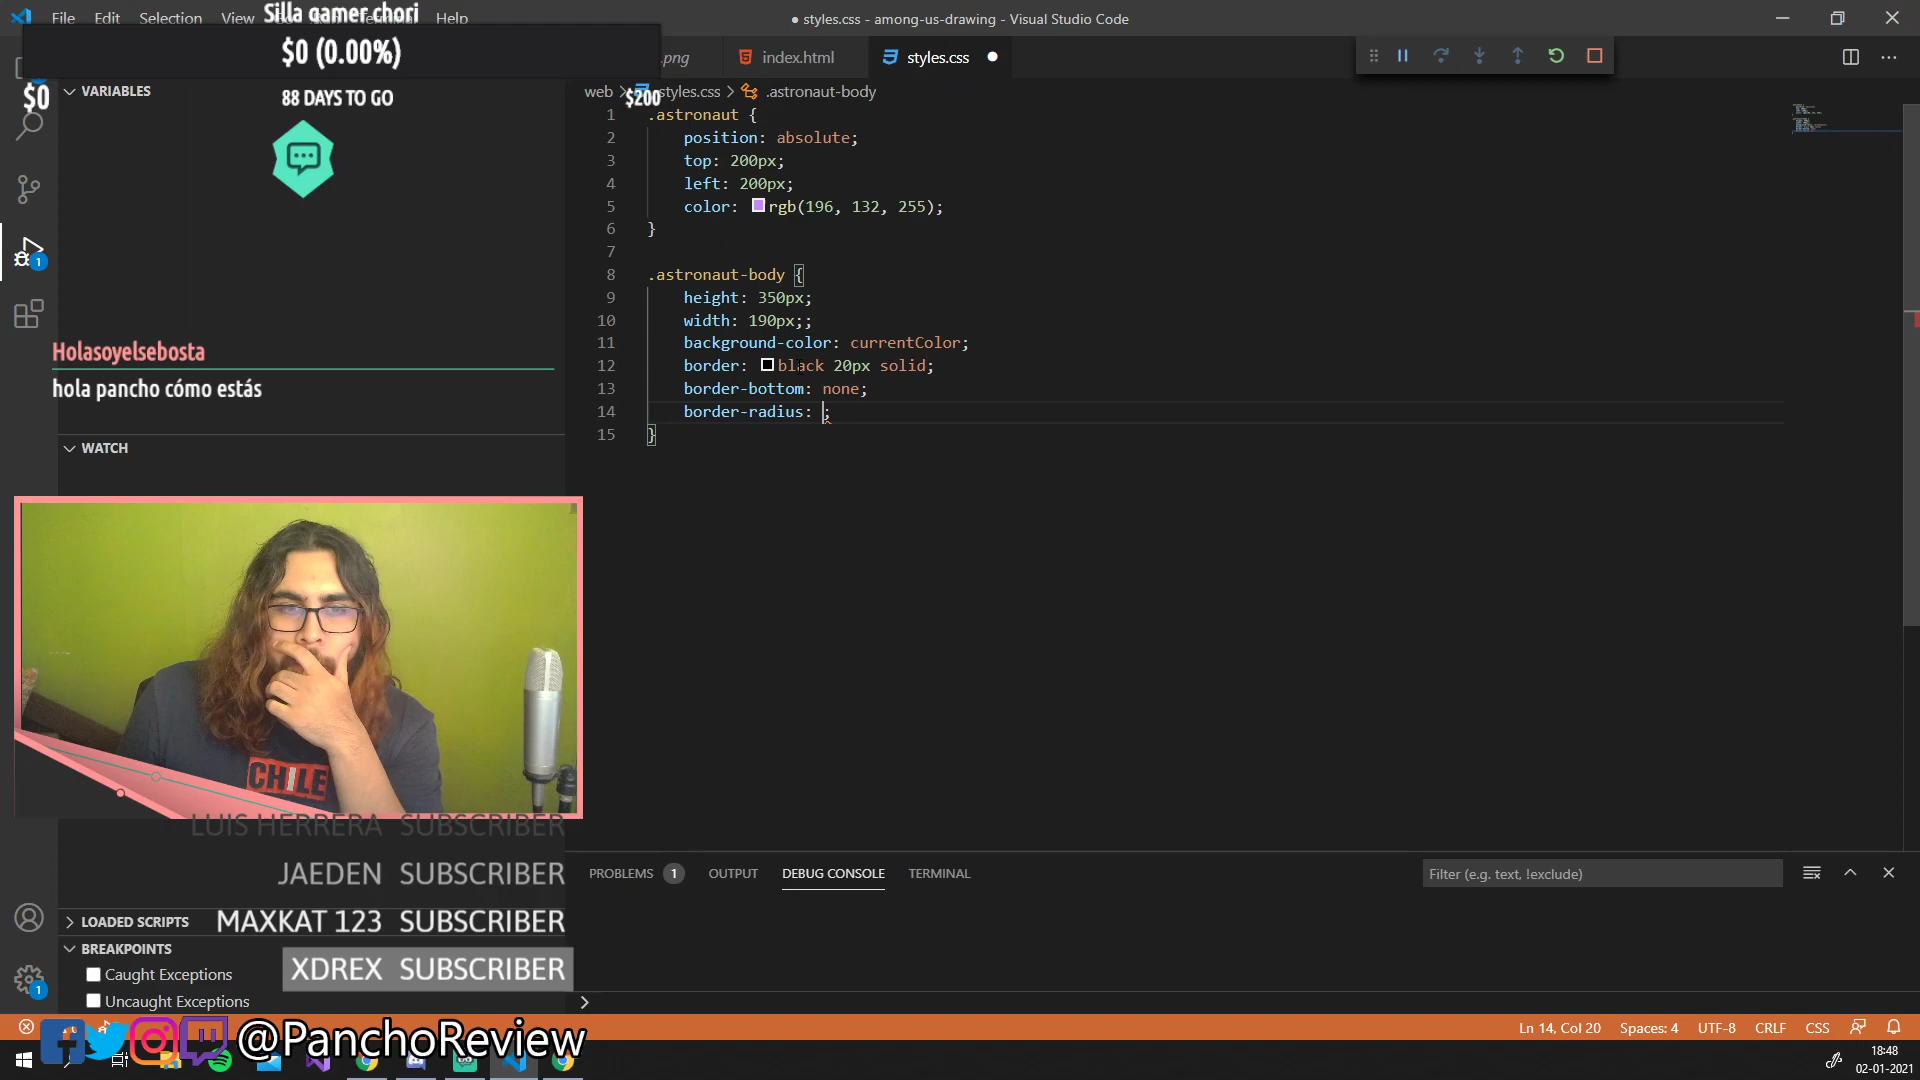 File Edit Selection View Help
● styles.css - among-us-drawing - Visual Studio Code
Silla gamer chori
$0 (0.00%)
$0
88 DAYS TO GO
$200
.png
index.html
styles.css
VARIABLES
web > styles.css > .astronaut-body
1 .astronaut {
2 position: absolute;
3 top: 200px;
4 left: 200px;
5 color: rgb(196, 132, 255);
6 }
7
8 .astronaut-body {
9 height: 350px;
10 width: 190px;;
11 background-color: currentColor;
12 border: black 20px solid;
13 border-bottom: none;
14 border-radius: ;
15 }
1
Holasoyelsebosta
hola pancho cómo estás
WATCH
CHILE
LUIS HERRERA SUBSCRIBER
JAEDEN SUBSCRIBER
MAXKAT 123 SUBSCRIBER
XDREX SUBSCRIBER
PROBLEMS 1 OUTPUT DEBUG CONSOLE TERMINAL
Filter (e.g. text, !exclude)
LOADED SCRIPTS
BREAKPOINTS
Caught Exceptions
Uncaught Exceptions
1
@PanchoReview
Ln 14, Col 20 Spaces: 4 UTF-8 CRLF CSS
18:48
02-01-2021